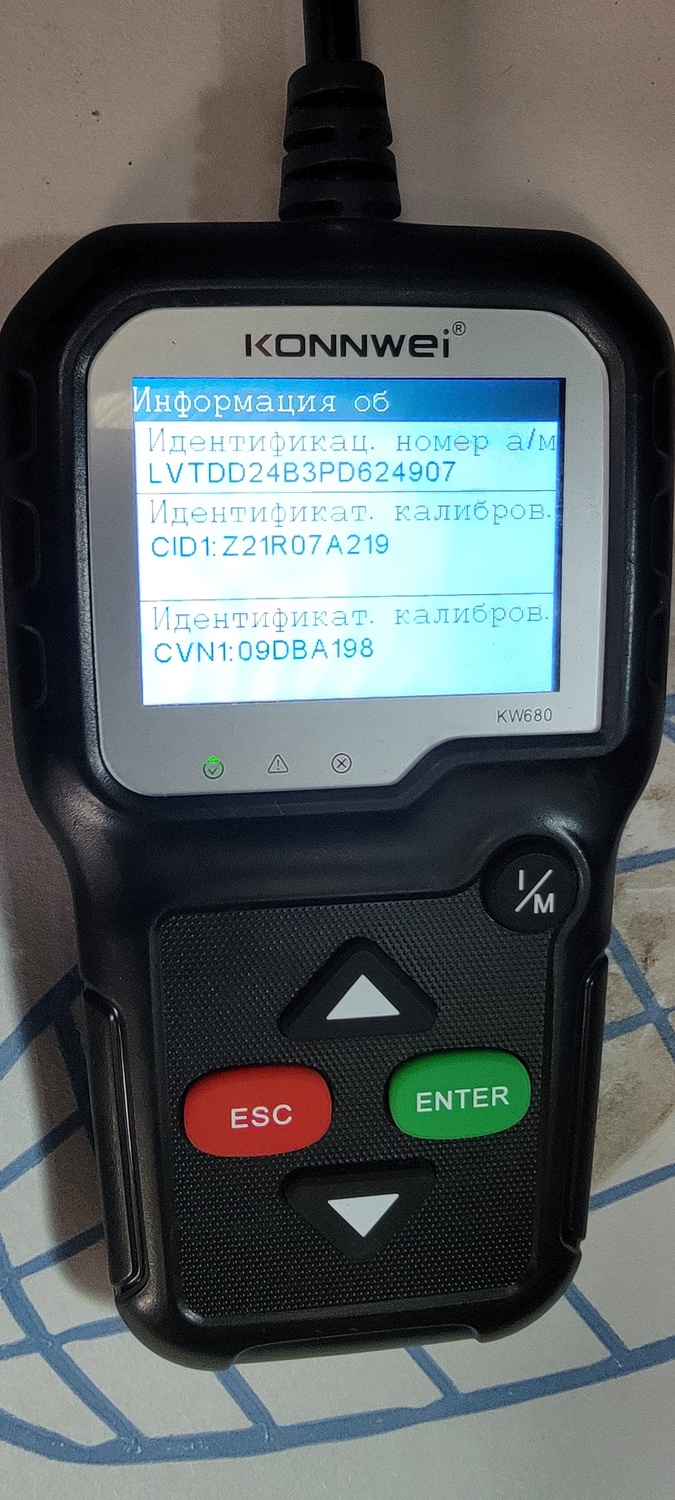 KONNWEI®
Информация об
Идентификац. номер а/м
LVTDD24B3PD624907
Идентификат. калибров.
CID1:Z21R07A219
Идентификат. калибров.
CVN1:09DBA198
KW680
I/M
ESC
ENTER